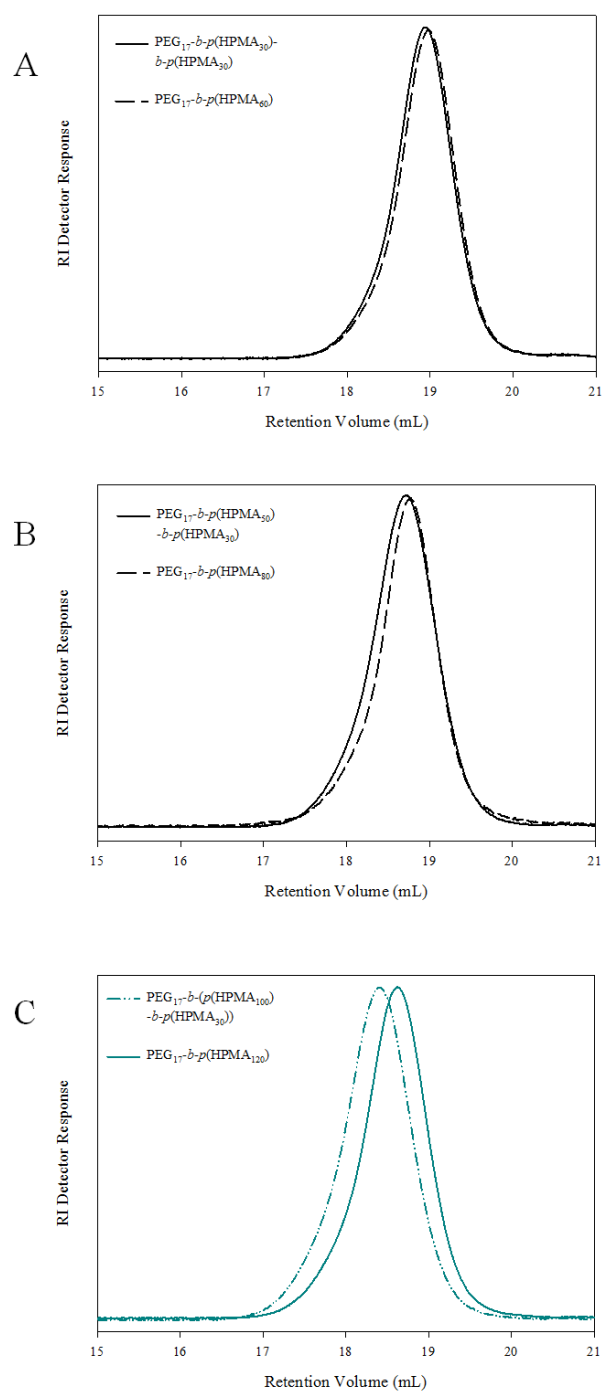 A
PEG₁₇-b-p(HPMA₃₀)-
b-p(HPMA₃₀)
PEG₁₇-b-p(HPMA₆₀)
RI Detector Response
15 16 17 18 19 20 21
Retention Volume (mL)
B
PEG₁₇-b-p(HPMA₅₀)
-b-p(HPMA₃₀)
PEG₁₇-b-p(HPMA₈₀)
RI Detector Response
15 16 17 18 19 20 21
Retention Volume (mL)
C
PEG₁₇-b-(p(HPMA₁₀₀)
-b-p(HPMA₃₀))
PEG₁₇-b-p(HPMA₁₂₀)
RI Detector Response
15 16 17 18 19 20 21
Retention Volume (mL)